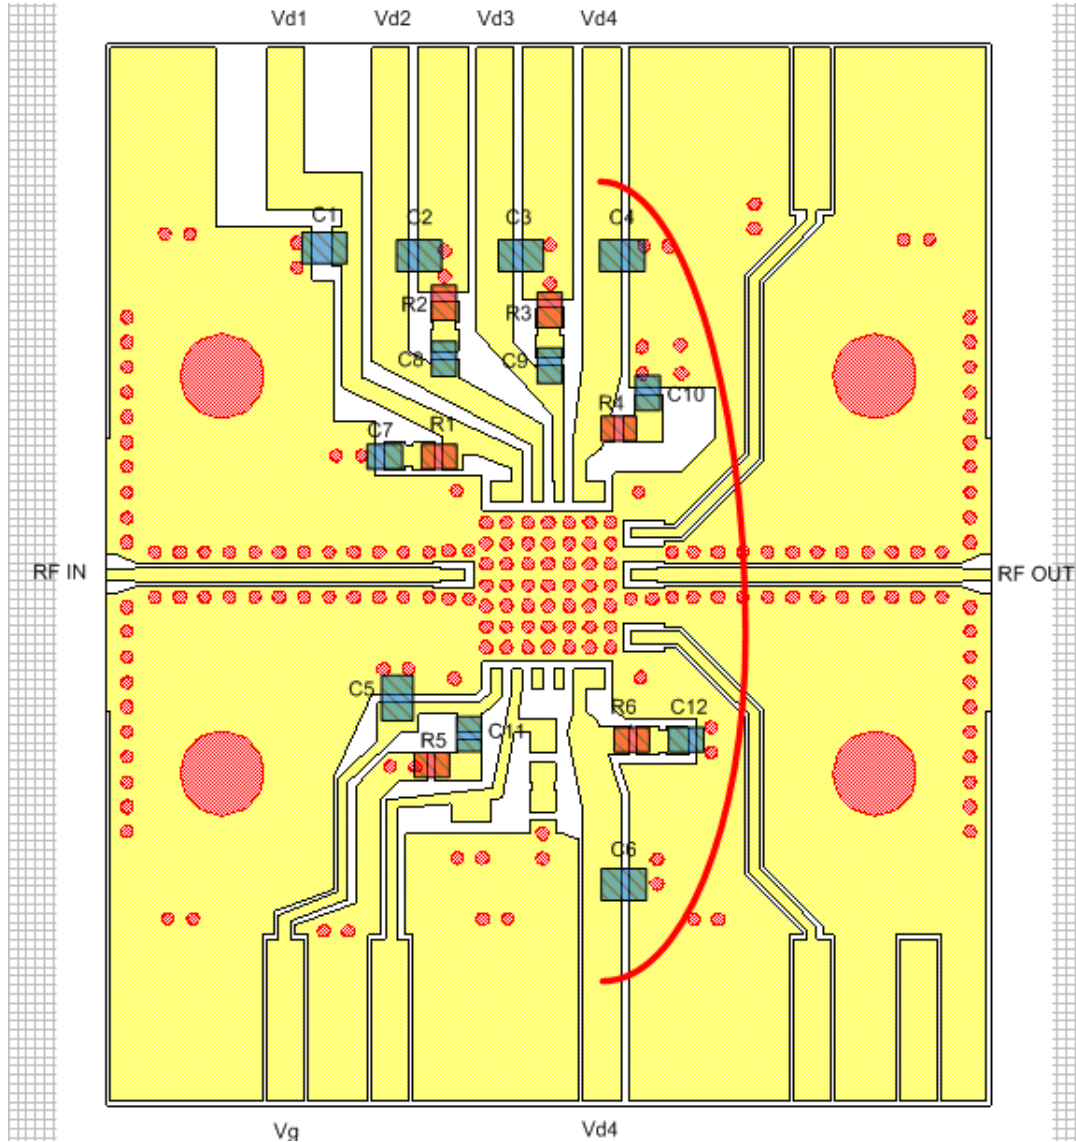 Vd1 Vd2 Vd3 Vd4
C1 C2 C3 C4
R2 R3
C8 C9
R4 C10
C7 R1
RF IN RF OUT
C5
R5 C11 R6 C12
C6
Vg Vd4